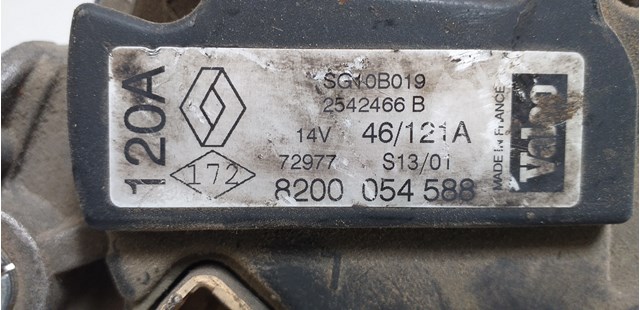 120A
SG10B019
2542466 B
14V 46/121A
72977 S13/01
172
8200 054 588
MADE IN FRANCE
Valeo